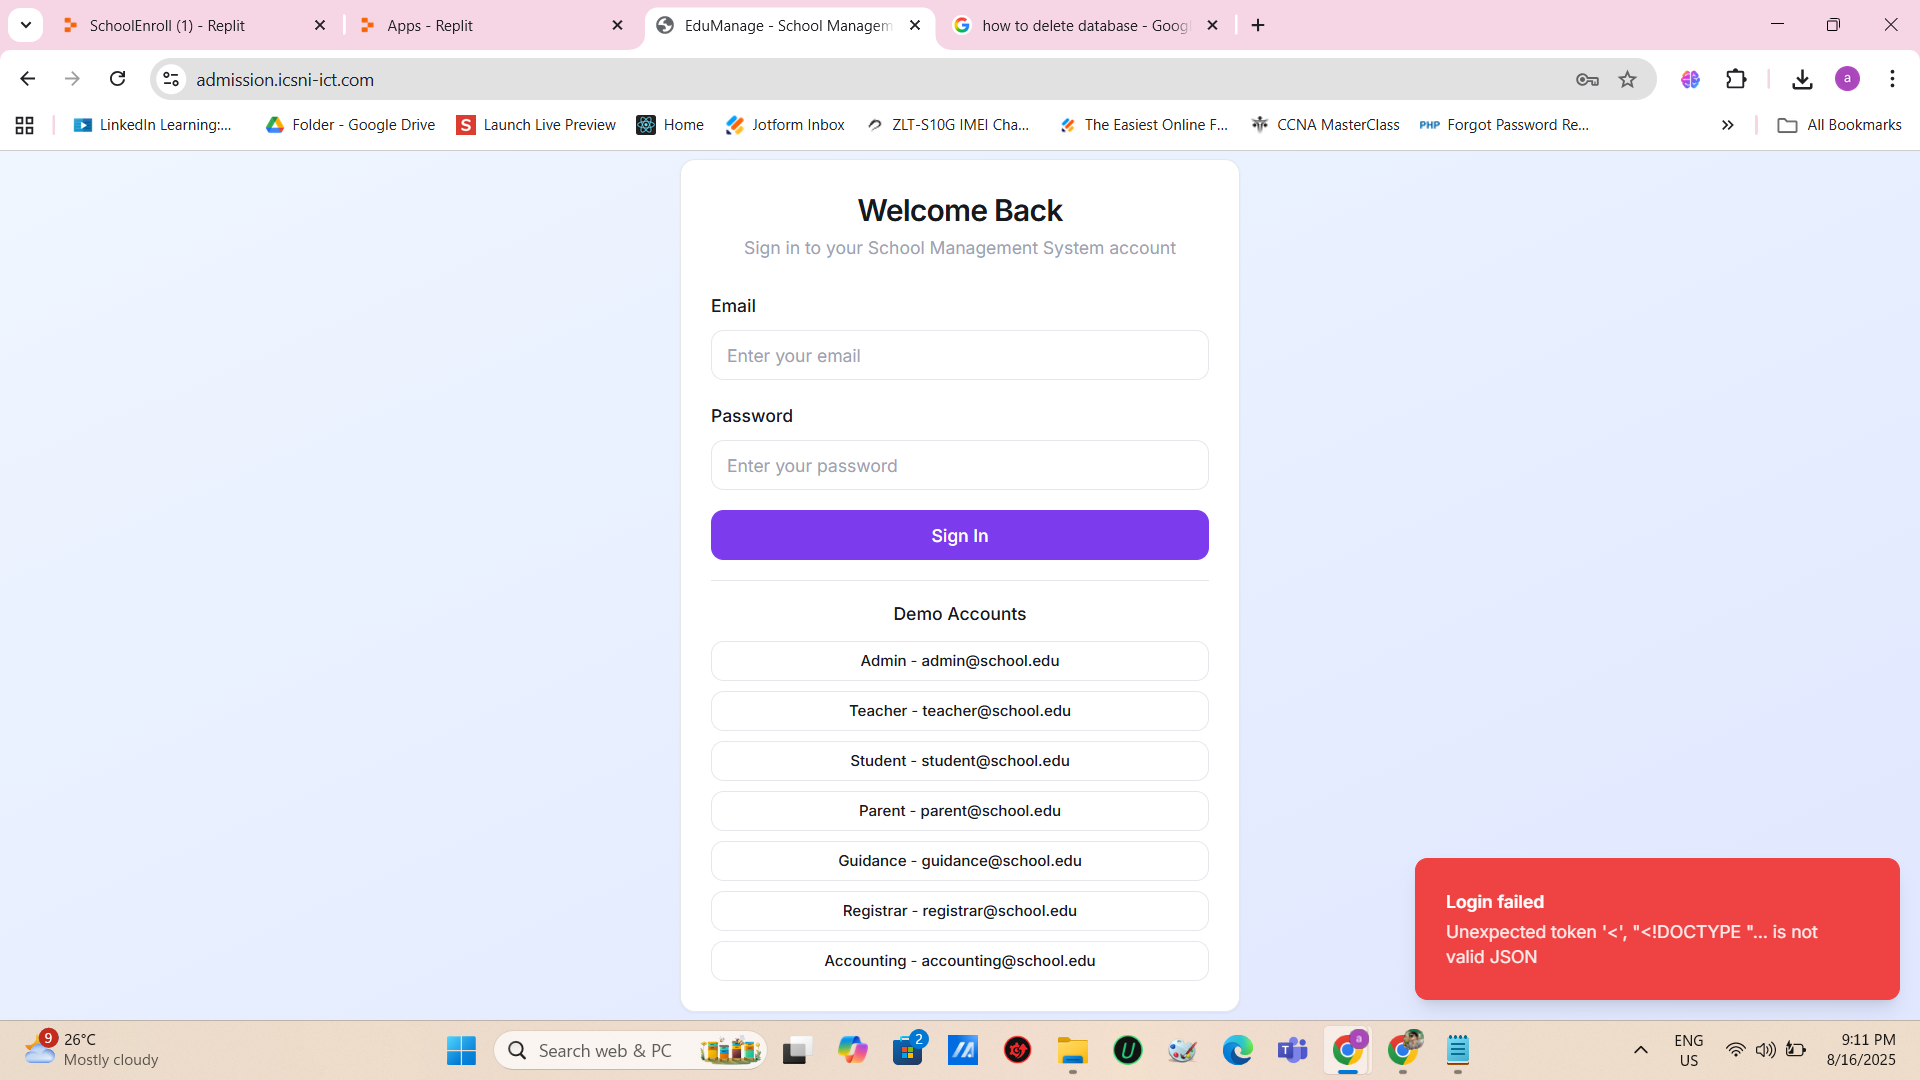 SchoolEnroll (1) - Replit
Apps - Replit
EduManage - School Managem
how to delete database - Goog
admission.icsni-ict.com
a
LinkedIn Learning:...
Folder - Google Drive
S
Launch Live Preview
Home
Jotform Inbox
ZLT-S10G IMEI Cha...
The Easiest Online F...
CCNA MasterClass
PHP
Forgot Password Re...
All Bookmarks
Welcome Back
Sign in to your School Management System account
Email
Enter your email
Password
Enter your password
Sign In
Demo Accounts
Admin - admin@school.edu
Teacher - teacher@school.edu
Student - student@school.edu
Parent - parent@school.edu
Guidance - guidance@school.edu
Registrar - registrar@school.edu
Accounting - accounting@school.edu
Login failed
Unexpected token '<', "<!DOCTYPE "... is not
valid JSON
9
26°C
Mostly cloudy
Search web & PC
2
U
T
a
ENG
US
9:11 PM
8/16/2025